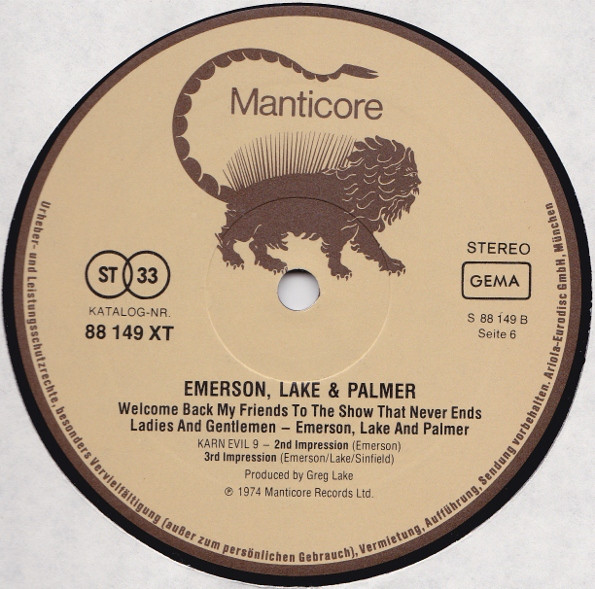 Manticore
ST 33
KATALOG-NR.
88 149 XT
STEREO
GEMA
S 88 149 B
Seite 6
EMERSON, LAKE & PALMER
Welcome Back My Friends To The Show That Never Ends
Ladies And Gentlemen – Emerson, Lake And Palmer
KARN EVIL 9 – 2nd Impression (Emerson)
3rd Impression (Emerson/Lake/Sinfield)
Produced by Greg Lake
℗ 1974 Manticore Records Ltd.
Urheber- und Leistungsschutzrechte, besonders Vervielfältigung (außer zum persönlichen Gebrauch), Vermietung, Aufführung, Sendung vorbehalten. Ariola-Eurodisc GmbH, München